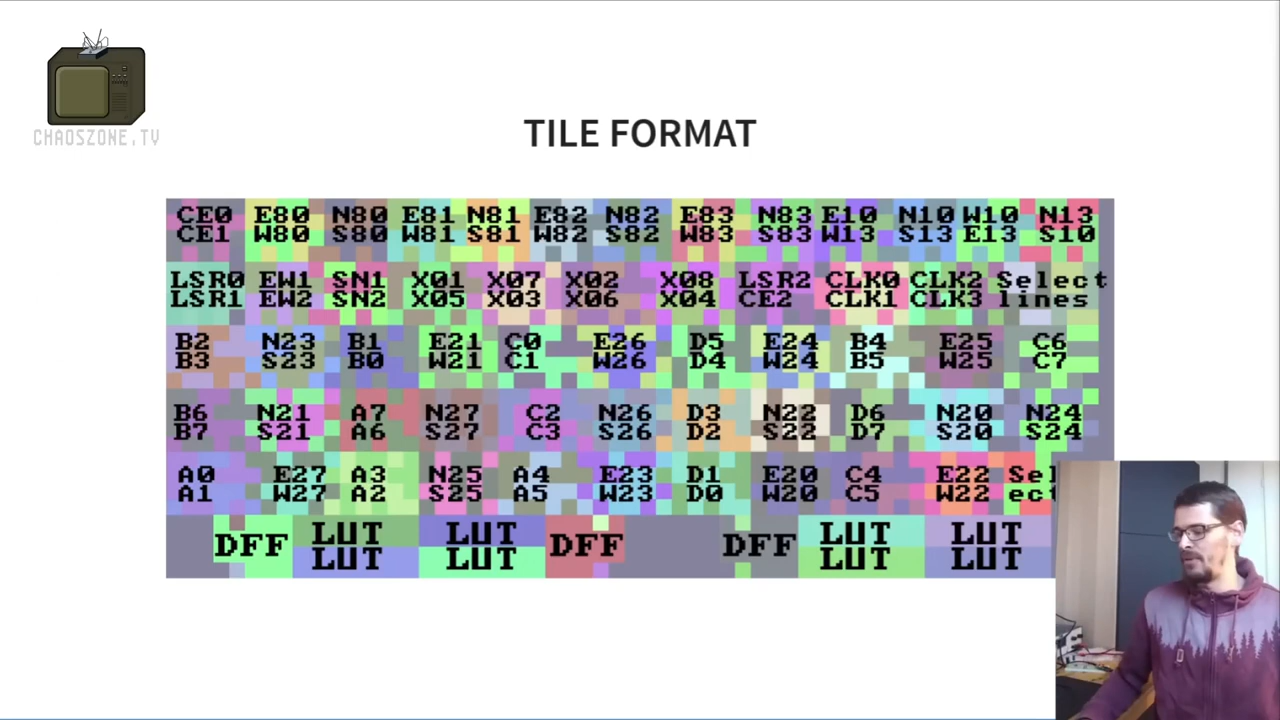 CHAOSZONE.TV
TILE FORMAT
CE0 E80 N80 E81 N81 E82 N82 E83 N83 E10 N10 W10 N13
CE1 W80 S80 W81 S81 W82 S82 W83 S83 W13 S13 E13 S10
LSR0 EW1 SN1 X01 X07 X02 X08 LSR2 CLK0 CLK2 Select
LSR1 EW2 SN2 X05 X03 X06 X04 CE2 CLK1 CLK3 lines
B2 N23 B1 E21 C0 E26 D5 E24 B4 E25 C6
B3 S23 B0 W21 C1 W26 D4 W24 B5 W25 C7
B6 N21 A7 N27 C2 N26 D3 N22 D6 N20 N24
B7 S21 A6 S27 C3 S26 D2 S22 D7 S20 S24
A0 E27 A3 N25 A4 E23 D1 E20 C4 E22 Sel
A1 W27 A2 S25 A5 W23 D0 W20 C5 W22 ect
DFF LUT LUT DFF DFF LUT LUT
LUT LUT LUT LUT